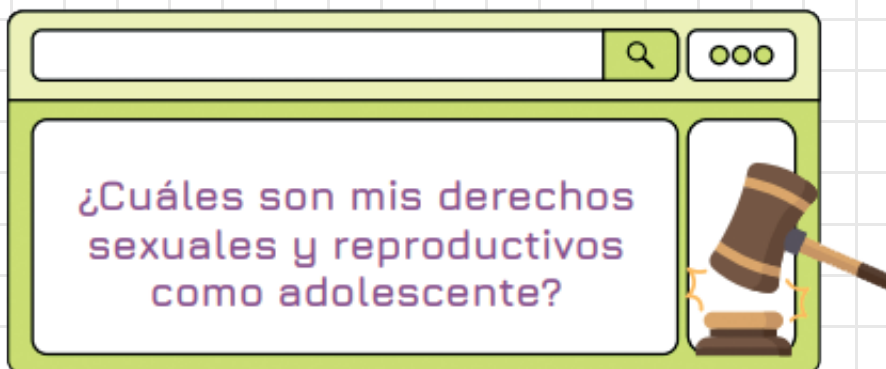 ¿Cuáles son mis derechos
sexuales y reproductivos
como adolescente?